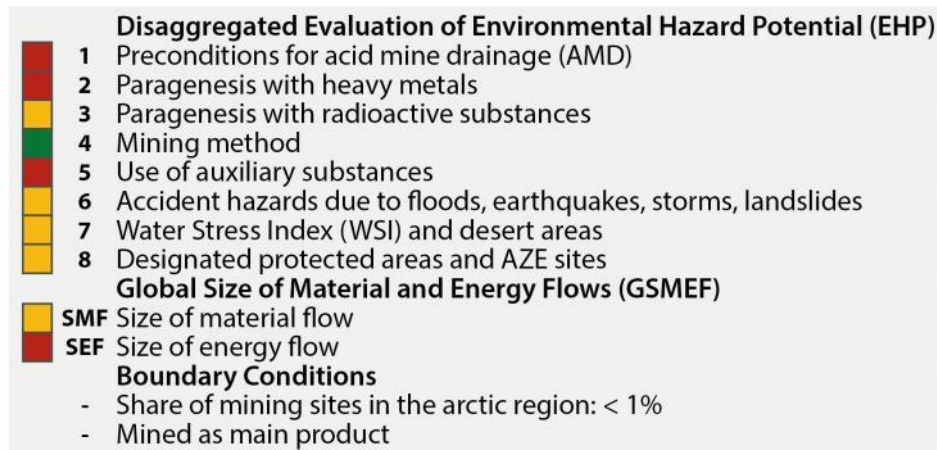 Disaggregated Evaluation of Environmental Hazard Potential (EHP)
1 Preconditions for acid mine drainage (AMD)
2 Paragenesis with heavy metals
3 Paragenesis with radioactive substances
4 Mining method
5 Use of auxiliary substances
6 Accident hazards due to floods, earthquakes, storms, landslides
7 Water Stress Index (WSI) and desert areas
8 Designated protected areas and AZE sites
Global Size of Material and Energy Flows (GSMEF)
SMF Size of material flow
SEF Size of energy flow
Boundary Conditions
- Share of mining sites in the arctic region: < 1%
- Mined as main product